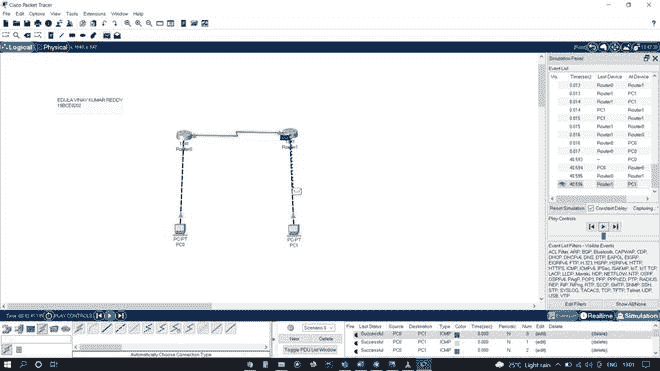 Cisco Packet Tracer
File Edit Options View Tools Extensions Window Help
Logical
Physical
[Root]
EDULA VINAY KUMAR REDDY
19BCE0202
Router0
Router1
PC-PT
PC0
PC-PT
PC1
Simulation Panel
Event List
Vis. Time(sec) Last Device At Device
0.013 Router0 Router1
0.013 Router1 PC1
0.014 Router1 PC1
0.014 PC1 Router1
0.015 PC1 Router1
0.015 Router1 Router0
0.016 Router1 Router0
0.016 Router0 PC0
0.017 Router0 PC0
40.593 -- PC0
40.594 PC0 Router0
40.595 Router0 Router1
40.596 Router1 PC1
Reset Simulation Constant Delay Capturing...
Play Controls
Event List Filters - Visible Events
ACL Filter, ARP, BGP, Bluetooth, CAPWAP, CDP,
DHCP, DHCPv6, DNS, DTP, EAPOL, EIGRP,
EIGRPv6, FTP, H.323, HSRP, HSRPv6, HTTP,
HTTPS, ICMP, ICMPv6, IPSec, ISAKMP, IoT, IoT TCP,
LACP, LLDP, Meraki, NDP, NETFLOW, NTP, OSPF,
OSPFv6, PAgP, POP3, PPP, PPPoED, PTP, RADIUS,
REP, RIP, RIPng, RTP, SCCP, SMTP, SNMP, SSH,
STP, SYSLOG, TACACS, TCP, TFTP, Telnet, UDP,
USB, VTP
Edit Filters Show All/None
PLAY CONTROLS
Realtime Simulation
Scenario 0
New Delete
Toggle PDU List Window
Automatically Choose Connection Type
Fire Last Status Source Destination Type Color Time(sec) Periodic Num Edit Delete
Successful PC0 PC1 ICMP 0.000 N 0 (edit) (delete)
Successful PC0 PC1 ICMP 0.000 N 1 (edit) (delete)
Successful PC0 PC1 ICMP 0.000 N 2 (edit) (delete)
25°C Light rain ENG 13:01